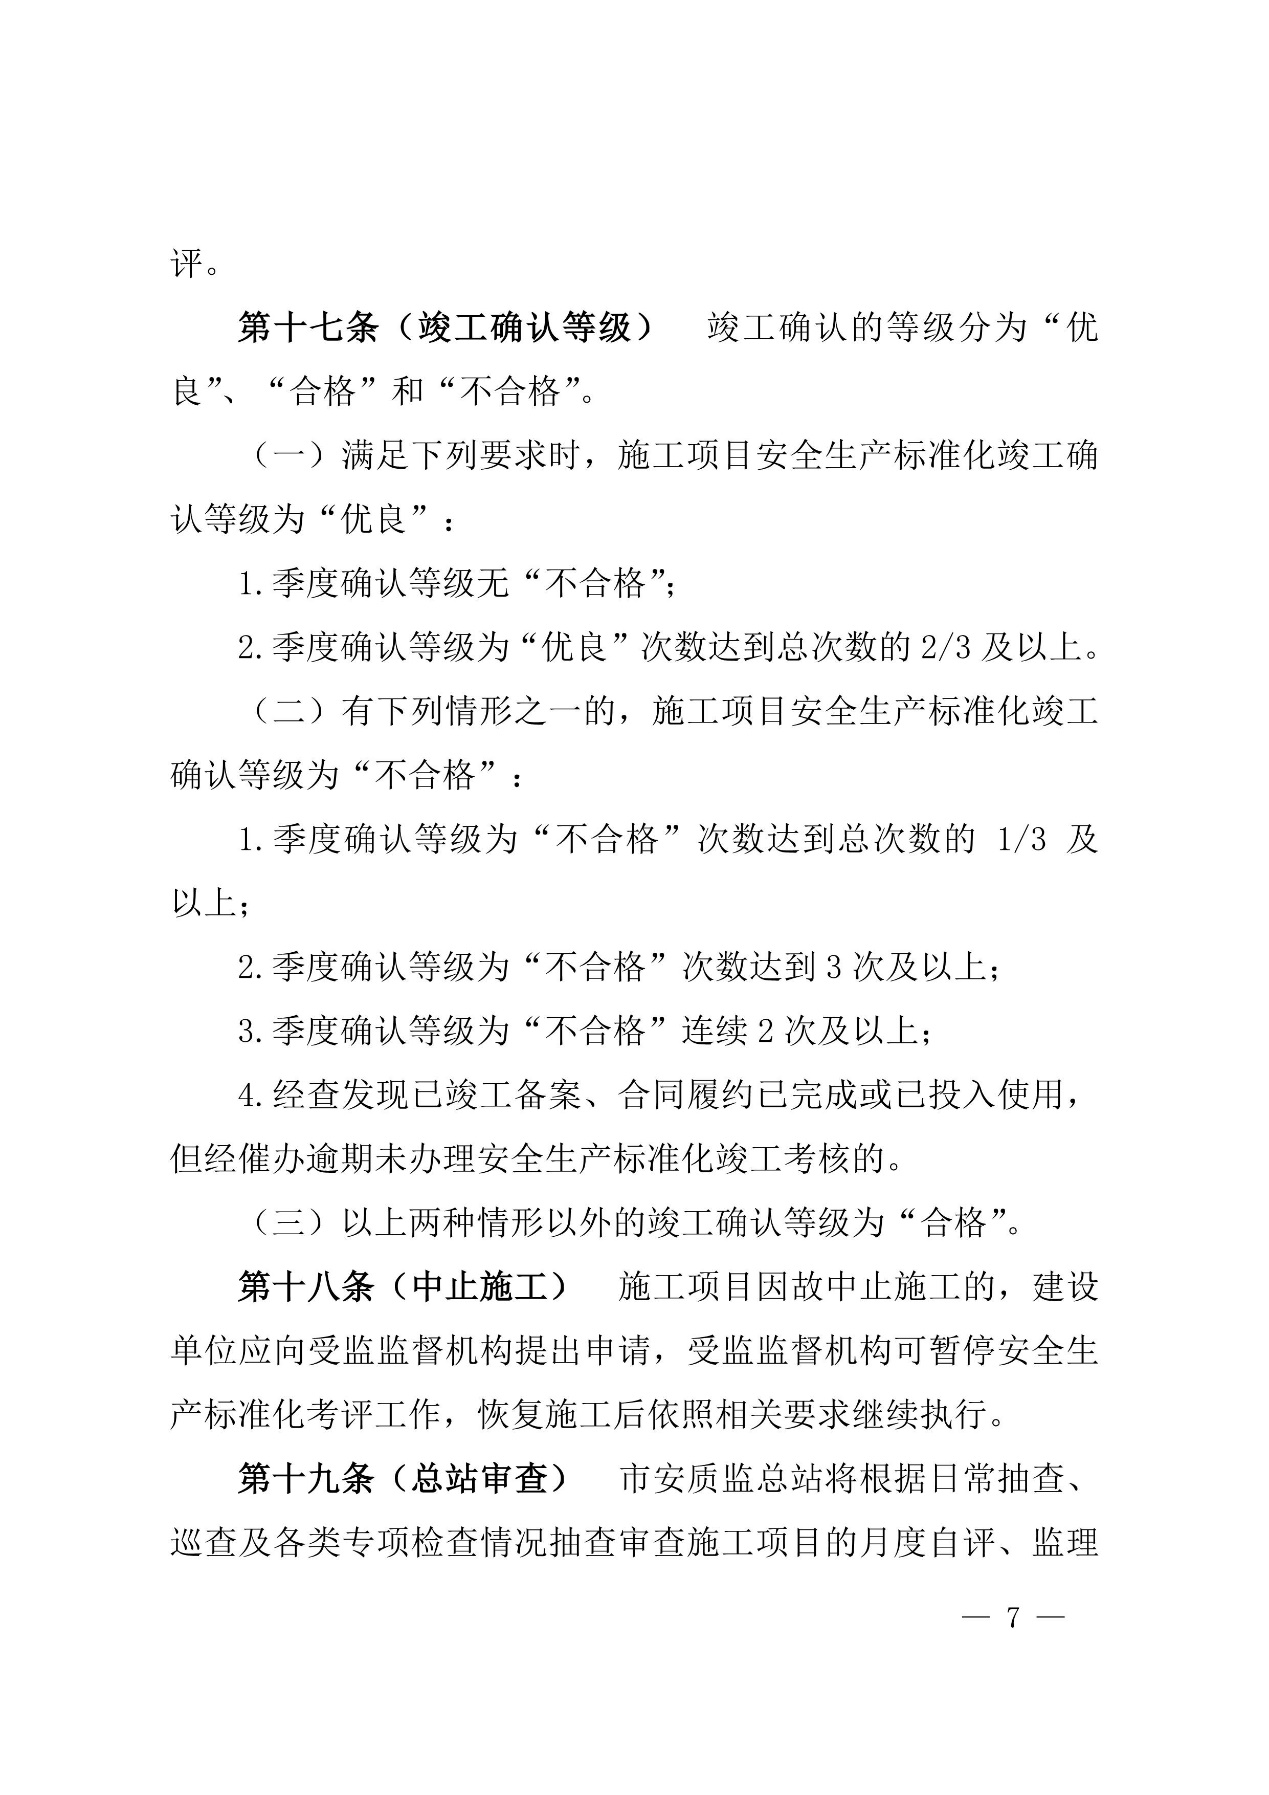 评。
第十七条（竣工确认等级）　竣工确认的等级分为“优
良”、“合格”和“不合格”。
（一）满足下列要求时，施工项目安全生产标准化竣工确
认等级为“优良”：
1.季度确认等级无“不合格”；
2.季度确认等级为“优良”次数达到总次数的 2/3 及以上。
（二）有下列情形之一的，施工项目安全生产标准化竣工
确认等级为“不合格”：
1.季度确认等级为“不合格”次数达到总次数的 1/3 及
以上；
2.季度确认等级为“不合格”次数达到 3 次及以上；
3.季度确认等级为“不合格”连续 2 次及以上；
4.经查发现已竣工备案、合同履约已完成或已投入使用，
但经催办逾期未办理安全生产标准化竣工考核的。
（三）以上两种情形以外的竣工确认等级为“合格”。
第十八条（中止施工）　施工项目因故中止施工的，建设
单位应向受监监督机构提出申请，受监监督机构可暂停安全生
产标准化考评工作，恢复施工后依照相关要求继续执行。
第十九条（总站审查）　市安质监总站将根据日常抽查、
巡查及各类专项检查情况抽查审查施工项目的月度自评、监理
— 7 —